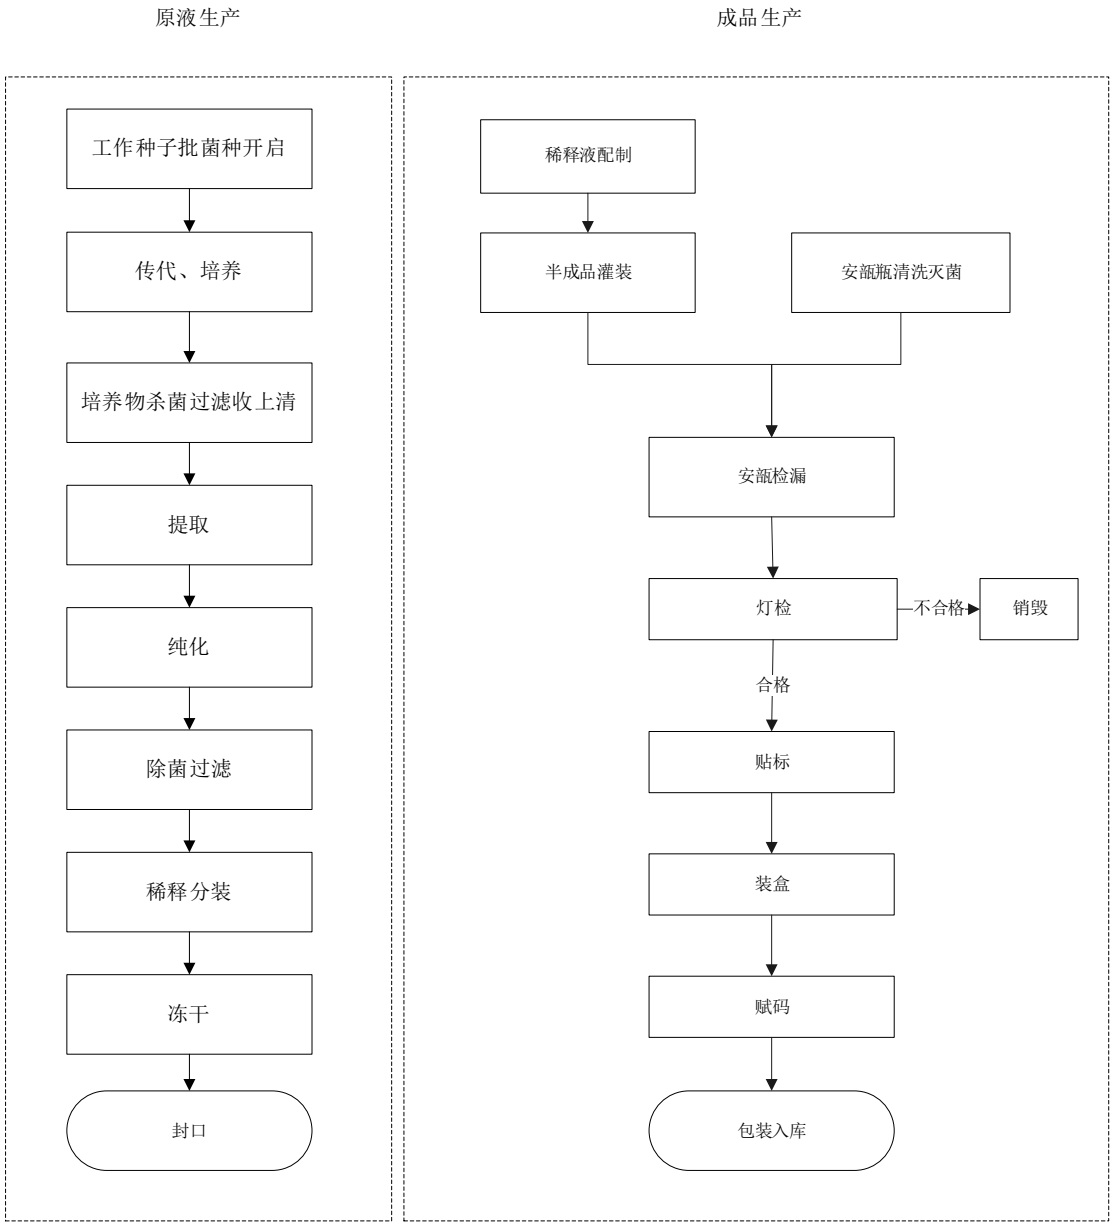 原液生产
成品生产
工作种子批菌种开启
传代、培养
培养物杀菌过滤收上清
提取
纯化
除菌过滤
稀释分装
冻干
封口
稀释液配制
半成品灌装
安瓿瓶清洗灭菌
安瓿检漏
灯检
不合格
销毁
合格
贴标
装盒
赋码
包装入库